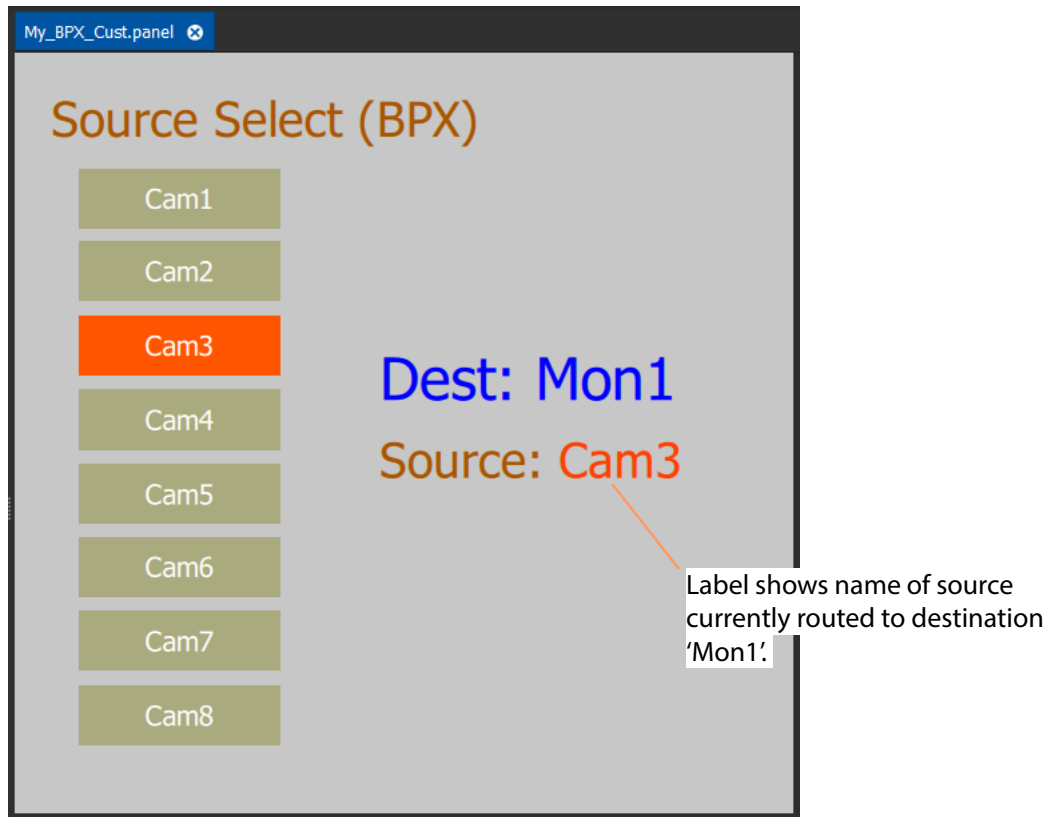 My_BPX_Cust.panel
Source Select (BPX)
Cam1
Cam2
Cam3
Cam4
Cam5
Cam6
Cam7
Cam8
Dest: Mon1
Source: Cam3
Label shows name of source
currently routed to destination
‘Mon1’.